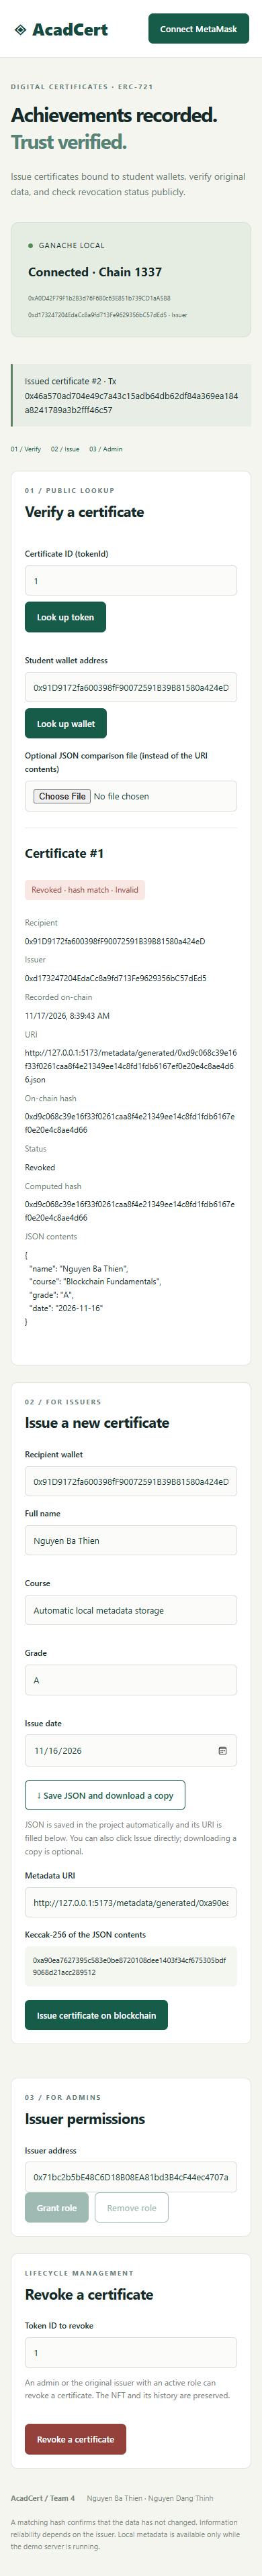 AcadCert
Connect MetaMask
DIGITAL CERTIFICATES · ERC-721
Achievements recorded.
Trust verified.
Issue certificates bound to student wallets, verify original
data, and check revocation status publicly.
GANACHE LOCAL
Connected · Chain 1337
0xd173247204EdaCc8a9fd713Fe9629356bC57dEd5 · Issuer
Issued certificate #2 · Tx
0x46a570ad704e49c7a43c15adb64db62df84a369ea184
a8241789a3b2fff46c57
01 / Verify
02 / Issue
03 / Admin
01 / PUBLIC LOOKUP
Verify a certificate
Certificate ID (tokenId)
1
Look up token
Student wallet address
0x91D9172fa600398fF90072591B39B81580a424eD
Look up wallet
Optional JSON comparison file (instead of the URI
contents)
Choose File No file chosen
Certificate #1
Revoked · hash match · Invalid
Recipient
0x91D9172fa600398fF90072591B39B81580a424eD
Issuer
0xd173247204EdaCc8a9fd713Fe9629356bC57dEd5
Recorded on-chain
11/17/2026, 8:39:43 AM
URI
http://127.0.0.1:5173/metadata/generated/0xd9c068c39e16
f33f0261caa8f4e21349ee14c8fd1fdb6167ef0e20e4c8ae4d6
6.json
On-chain hash
0xd9c068c39e16f33f0261caa8f4e21349ee14c8fd1fdb6167e
f0e20e4c8ae4d66
Status
Revoked
Computed hash
0xd9c068c39e16f33f0261caa8f4e21349ee14c8fd1fdb6167e
f0e20e4c8ae4d66
JSON contents
{
"name": "Nguyen Ba Thien",
"course": "Blockchain Fundamentals",
"grade": "A",
"date": "2026-11-16"
}
02 / FOR ISSUERS
Issue a new certificate
Recipient wallet
0x91D9172fa600398fF90072591B39B81580a424eD
Full name
Nguyen Ba Thien
Course
Automatic local metadata storage
Grade
A
Issue date
11/16/2026
↓ Save JSON and download a copy
JSON is saved in the project automatically and its URI is
filled below. You can also click Issue directly; downloading a
copy is optional.
Metadata URI
http://127.0.0.1:5173/metadata/generated/0xa90ea
Keccak-256 of the JSON contents
0xa90ea7627395c583e0be8720108dee1403f34cf675305bdf
9068d21acc289512
Issue certificate on blockchain
03 / FOR ADMINS
Issuer permissions
Issuer address
0x71bc2b5bE48C6D18B08EA81bd3B4cF44ec4707a
Grant role
Remove role
LIFECYCLE MANAGEMENT
Revoke a certificate
Token ID to revoke
1
An admin or the original issuer with an active role can
revoke a certificate. The NFT and its history are preserved.
Revoke a certificate
AcadCert / Team 4
Nguyen Ba Thien · Nguyen Dang Thinh
A matching hash confirms that the data has not changed. Information
reliability depends on the issuer. Local metadata is available only while
the demo server is running.